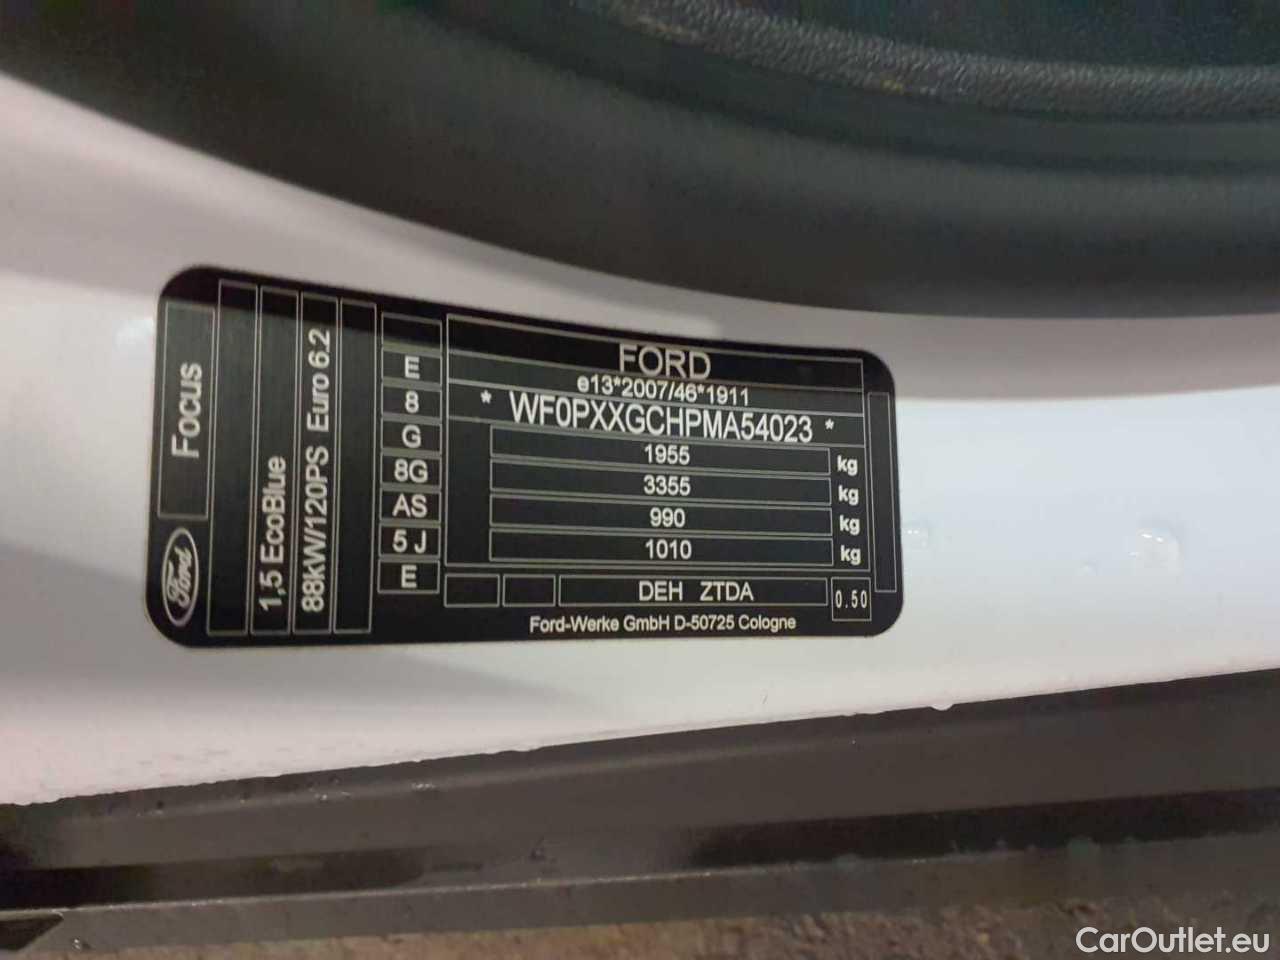 Ford
Focus
1,5 EcoBlue
88kW/120PS Euro 6.2
E
8
G
8G
AS
5 J
E
FORD
e13*2007/46*1911
* WF0PXXGCHPMA54023 *
1955 kg
3355 kg
990 kg
1010 kg
DEH ZTDA
0.50
Ford-Werke GmbH D-50725 Cologne
CarOutlet.eu